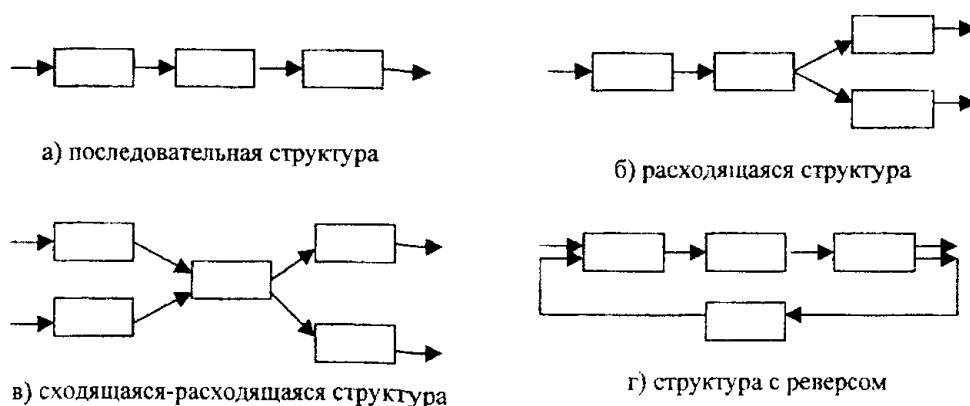 а) последовательная структура
б) расходящаяся структура
в) сходящаяся-расходящаяся структура
г) структура с реверсом